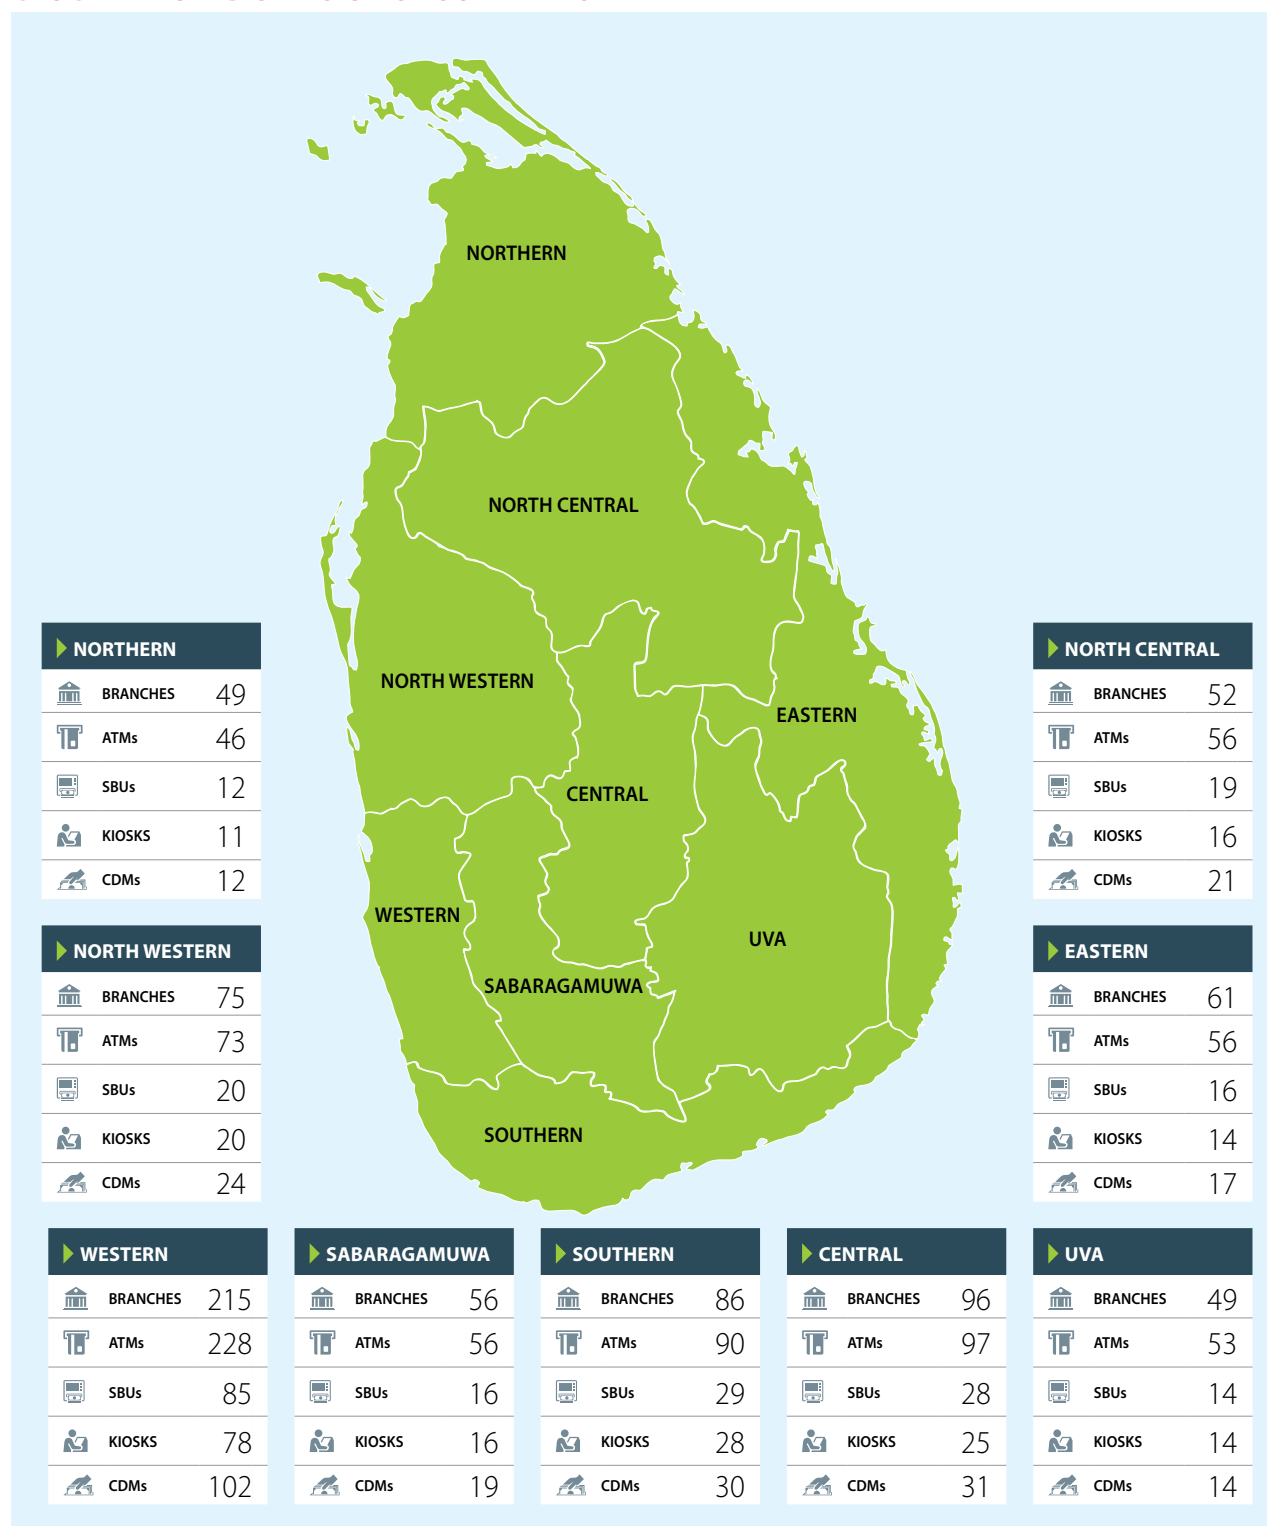 NORTHERN
NORTH CENTRAL
NORTH WESTERN
EASTERN
CENTRAL
WESTERN
UVA
SABARAGAMUWA
SOUTHERN
NORTHERN
BRANCHES 49
ATMs 46
SBUs 12
KIOSKS 11
CDMs 12
NORTH CENTRAL
BRANCHES 52
ATMs 56
SBUs 19
KIOSKS 16
CDMs 21
NORTH WESTERN
BRANCHES 75
ATMs 73
SBUs 20
KIOSKS 20
CDMs 24
EASTERN
BRANCHES 61
ATMs 56
SBUs 16
KIOSKS 14
CDMs 17
WESTERN
BRANCHES 215
ATMs 228
SBUs 85
KIOSKS 78
CDMs 102
SABARAGAMUWA
BRANCHES 56
ATMs 56
SBUs 16
KIOSKS 16
CDMs 19
SOUTHERN
BRANCHES 86
ATMs 90
SBUs 29
KIOSKS 28
CDMs 30
CENTRAL
BRANCHES 96
ATMs 97
SBUs 28
KIOSKS 25
CDMs 31
UVA
BRANCHES 49
ATMs 53
SBUs 14
KIOSKS 14
CDMs 14